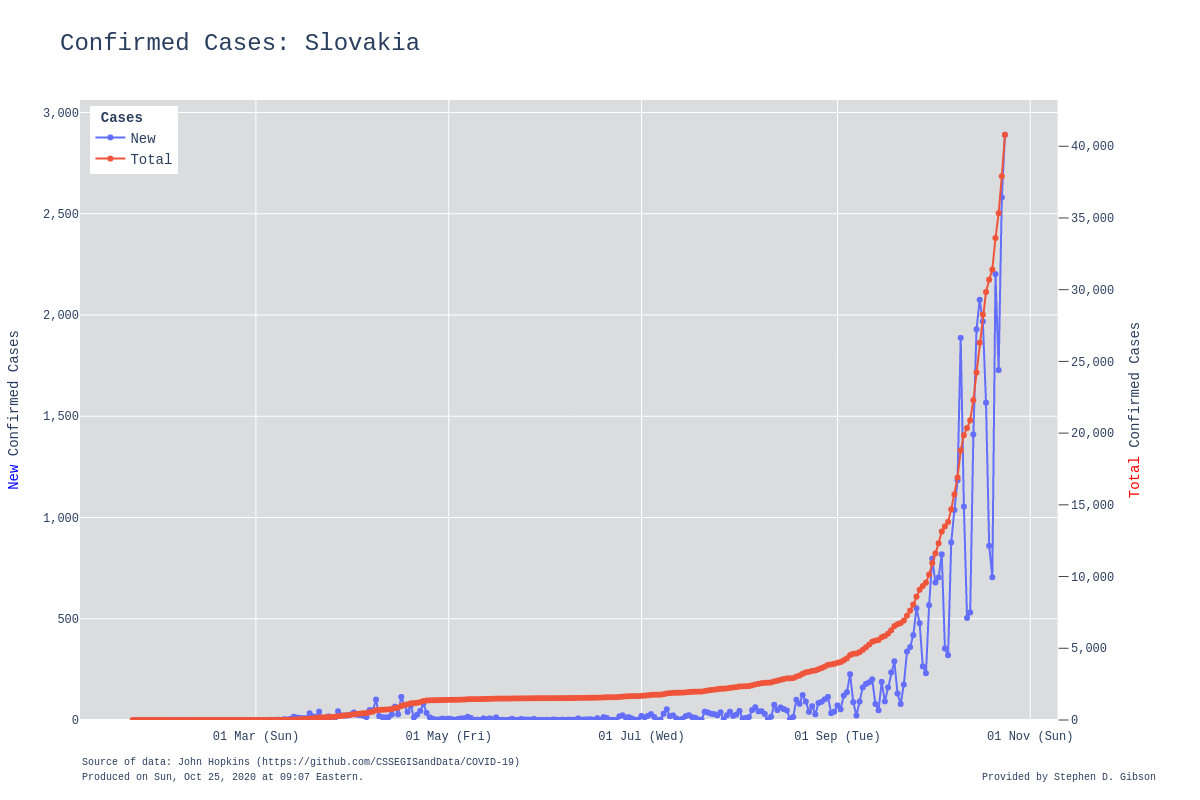 Confirmed Cases: Slovakia
Cases
New
Total
3,000
2,500
2,000
1,500
1,000
500
0
New Confirmed Cases
40,000
35,000
30,000
25,000
20,000
15,000
10,000
5,000
0
Total Confirmed Cases
01 Mar (Sun)
01 May (Fri)
01 Jul (Wed)
01 Sep (Tue)
01 Nov (Sun)
Source of data: John Hopkins (https://github.com/CSSEGISandData/COVID-19)
Produced on Sun, Oct 25, 2020 at 09:07 Eastern.
Provided by Stephen D. Gibson